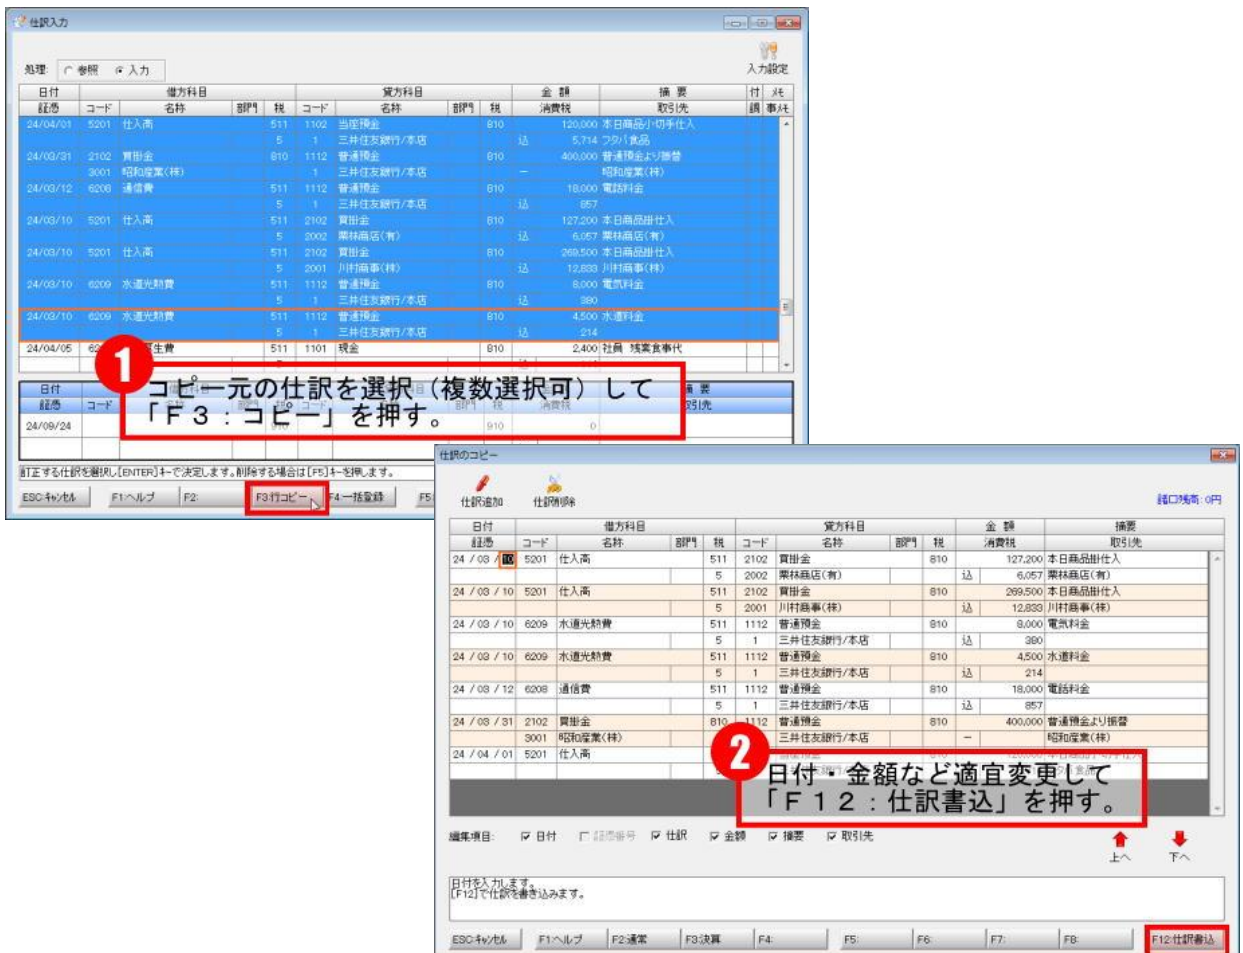 仕訳入力
処理: 参照 入力
入力設定
日付 借方科目 貸方科目 金 額 摘 要 付 メモ
証憑 コード 名称 部門 税 コード 名称 部門 税 消費税 取引先 調 事メモ
24/04/01 5201 仕入高 511 1102 当座預金 810 120,000 本日商品小切手仕入
5 1 三井住友銀行/本店 込 5,714 フタバ食品
24/03/31 2102 買掛金 810 1112 普通預金 810 400,000 普通預金より振替
3001 昭和産業(株) 1 三井住友銀行/本店 － 昭和産業(株)
24/03/12 6208 通信費 511 1112 普通預金 810 18,000 電話料金
5 1 三井住友銀行/本店 込 857
24/03/10 5201 仕入高 511 2102 買掛金 810 127,200 本日商品掛仕入
5 2002 栗林商店(有) 込 6,057 栗林商店(有)
24/03/10 5201 仕入高 511 2102 買掛金 810 269,500 本日商品掛仕入
5 2001 川村商事(株) 込 12,833 川村商事(株)
24/03/10 6209 水道光熱費 511 1112 普通預金 810 8,000 電気料金
5 1 三井住友銀行/本店 込 380
24/03/10 6209 水道光熱費 511 1112 普通預金 810 4,500 水道料金
5 1 三井住友銀行/本店 込 214
24/04/05 生費 511 1101 現金 810 2,400 社員 残業食事代
1
コピー元の仕訳を選択（複数選択可）して
「Ｆ３：コピー」を押す。
日付 摘 要
証憑 コード 取引先
24/09/24 910 910 0
訂正する仕訳を選択し[ENTER]キーで決定します。削除する場合は[F5]キーを押します。
ESC:キャンセル F1:ヘルプ F2: F3:行コピー F4:一括登録 F5:
仕訳のコピー
仕訳追加 仕訳削除
諸口残高: 0円
日付 借方科目 貸方科目 金 額 摘要
証憑 コード 名称 部門 税 コード 名称 部門 税 消費税 取引先
24 / 03 / 10 5201 仕入高 511 2102 買掛金 810 127,200 本日商品掛仕入
5 2002 栗林商店(有) 込 6,057 栗林商店(有)
24 / 03 / 10 5201 仕入高 511 2102 買掛金 810 269,500 本日商品掛仕入
5 2001 川村商事(株) 込 12,833 川村商事(株)
24 / 03 / 10 6209 水道光熱費 511 1112 普通預金 810 8,000 電気料金
5 1 三井住友銀行/本店 込 380
24 / 03 / 10 6209 水道光熱費 511 1112 普通預金 810 4,500 水道料金
5 1 三井住友銀行/本店 込 214
24 / 03 / 12 6208 通信費 511 1112 普通預金 810 18,000 電話料金
5 1 三井住友銀行/本店 込 857
24 / 03 / 31 2102 買掛金 810 1112 普通預金 810 400,000 普通預金より振替
3001 昭和産業(株) 三井住友銀行/本店 － 昭和産業(株)
24 / 04 / 01 5201 仕入高
2
日付・金額など適宜変更して
「Ｆ１２：仕訳書込」を押す。
編集項目: 日付 証憑番号 仕訳 金額 摘要 取引先
上へ 下へ
日付を入力します。
[F12]で仕訳を書き込みます。
ESC:キャンセル F1:ヘルプ F2:通常 F3:決算 F4: F5: F6: F7: F8: F12:仕訳書込